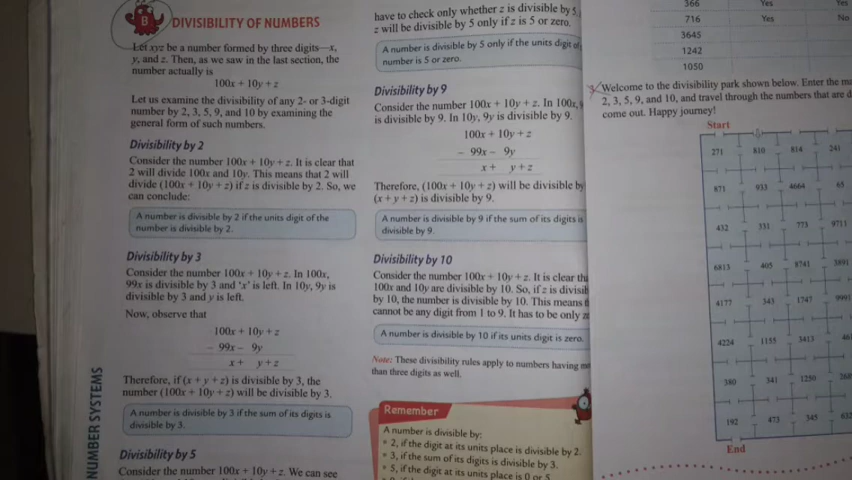 B
DIVISIBILITY OF NUMBERS
Let xyz be a number formed by three digits—x,
y, and z. Then, as we saw in the last section, the
number actually is
100x + 10y + z
Let us examine the divisibility of any 2- or 3-digit
number by 2, 3, 5, 9, and 10 by examining the
general form of such numbers.
Divisibility by 2
Consider the number 100x + 10y + z. It is clear that
2 will divide 100x and 10y. This means that 2 will
divide (100x + 10y + z) if z is divisible by 2. So, we
can conclude:
A number is divisible by 2 if the units digit of the
number is divisible by 2.
Divisibility by 3
Consider the number 100x + 10y + z. In 100x,
99x is divisible by 3 and 'x' is left. In 10y, 9y is
divisible by 3 and y is left.
Now, observe that
100x + 10y + z
− 99x − 9y
x + y + z
Therefore, if (x + y + z) is divisible by 3, the
number (100x + 10y + z) will be divisible by 3.
A number is divisible by 3 if the sum of its digits is
divisible by 3.
Divisibility by 5
Consider the number 100x + 10y + z. We can see
NUMBER SYSTEMS
have to check only whether z is divisible by 5.
z will be divisible by 5 only if z is 5 or zero.
A number is divisible by 5 only if the units digit of
number is 5 or zero.
Divisibility by 9
Consider the number 100x + 10y + z. In 100x,
is divisible by 9. In 10y, 9y is divisible by 9.
100x + 10y + z
− 99x − 9y
x + y + z
Therefore, (100x + 10y + z) will be divisible by
(x + y + z) is divisible by 9.
A number is divisible by 9 if the sum of its digits is
divisible by 9.
Divisibility by 10
Consider the number 100x + 10y + z. It is clear
100x and 10y are divisible by 10. So, if z is
by 10, the number is divisible by 10. This means
cannot be any digit from 1 to 9. It has to be only
A number is divisible by 10 if its units digit is zero.
Note: These divisibility rules apply to numbers having
than three digits as well.
Remember
A number is divisible by:
• 2, if the digit at its units place is divisible by 2.
• 3, if the sum of its digits is divisible by 3.
• 5, if the digit at its units place is 0 or 5
366 Yes Yes
716 Yes No
3645
1242
1050
3. Welcome to the divisibility park shown below. Enter the
2, 3, 5, 9, and 10, and travel through the numbers that are
come out. Happy journey!
Start
271 810 814 241
871 933 4664 65
432 331 773 9711
6813 405 8741 3891
4177 343 1747 9991
4224 1155 3413
380 341 1250
192 473 345
End